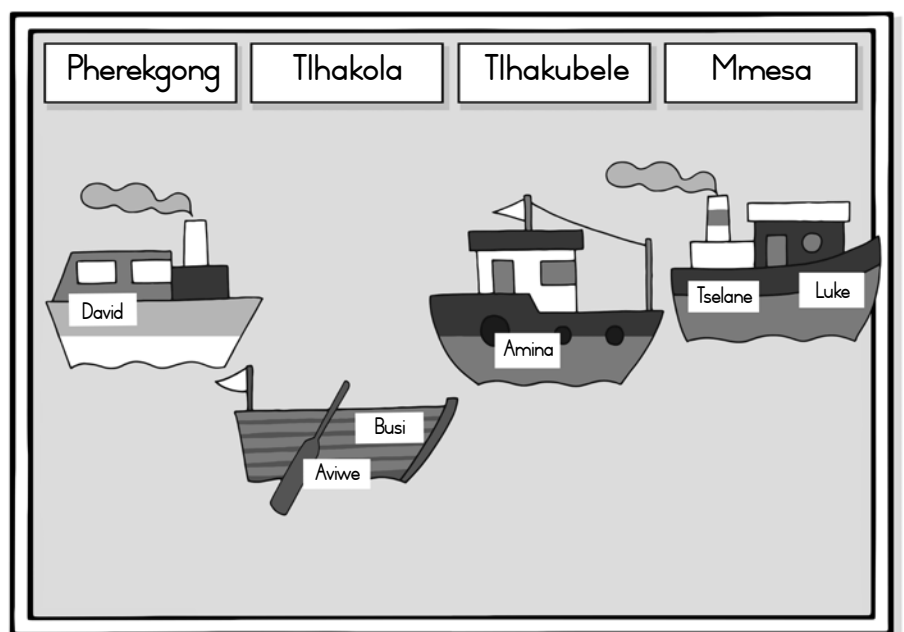 Pherekgong
Tlhakola
Tlhakubele
Mmesa
David
Busi
Aviwe
Amina
Tselane
Luke